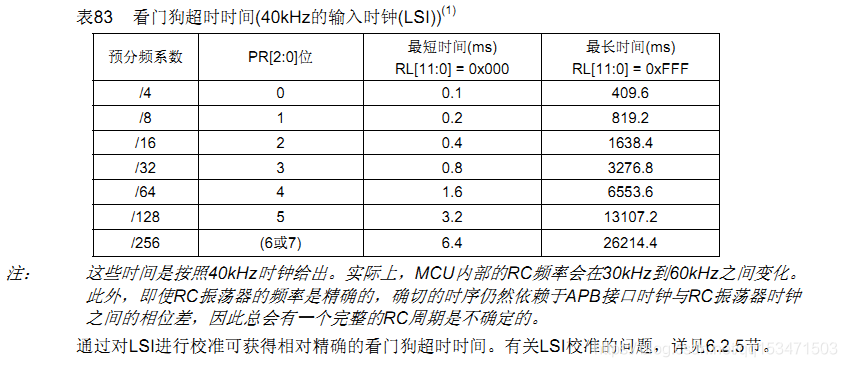 表83 看门狗超时时间(40kHz的输入时钟(LSI))(1)
预分频系数 PR[2:0]位 最短时间(ms) RL[11:0] = 0x000 最长时间(ms) RL[11:0] = 0xFFF
/4 0 0.1 409.6
/8 1 0.2 819.2
/16 2 0.4 1638.4
/32 3 0.8 3276.8
/64 4 1.6 6553.6
/128 5 3.2 13107.2
/256 (6或7) 6.4 26214.4
注: 这些时间是按照40kHz时钟给出。实际上，MCU内部的RC频率会在30kHz到60kHz之间变化。
此外，即使RC振荡器的频率是精确的，确切的时序仍然依赖于APB接口时钟与RC振荡器时钟
之间的相位差，因此总会有一个完整的RC周期是不确定的。
通过对LSI进行校准可获得相对精确的看门狗超时时间。有关LSI校准的问题，详见6.2.5节。